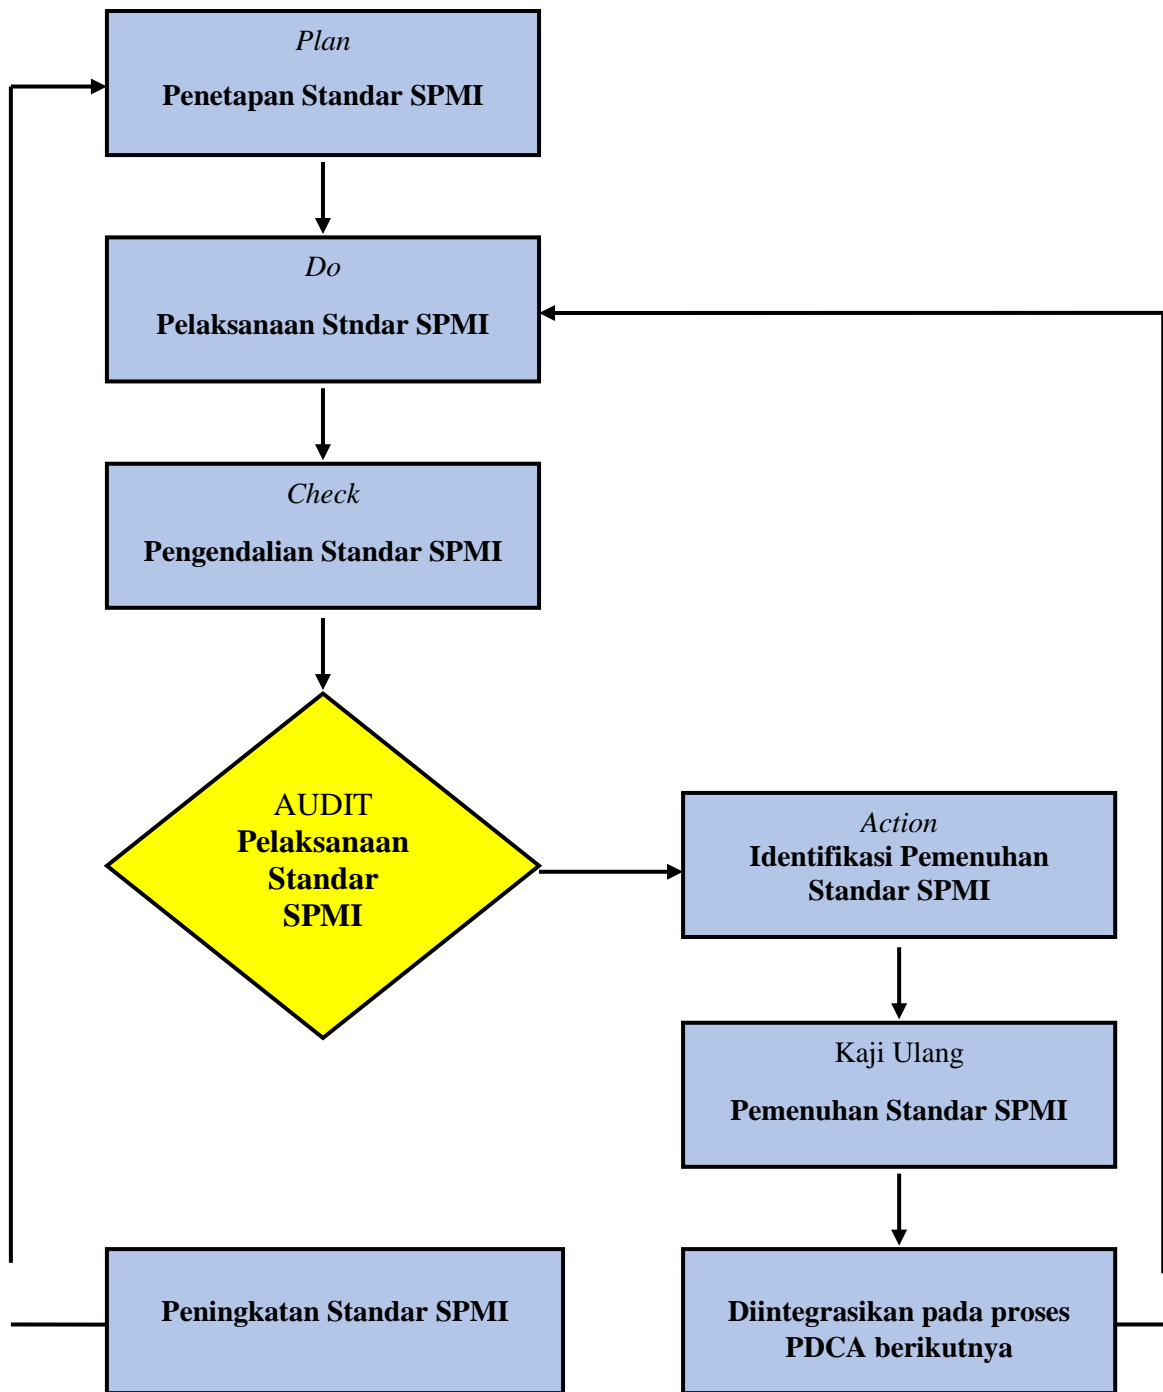 Plan
Penetapan Standar SPMI
Do
Pelaksanaan Stndar SPMI
Check
Pengendalian Standar SPMI
AUDIT
Pelaksanaan
Standar
SPMI
Action
Identifikasi Pemenuhan
Standar SPMI
Kaji Ulang
Pemenuhan Standar SPMI
Peningkatan Standar SPMI
Diintegrasikan pada proses
PDCA berikutnya